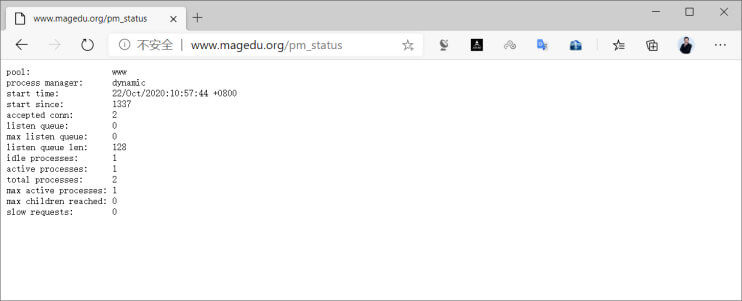 www.magedu.org/pm_status
不安全 | www.magedu.org/pm_status
pool: www
process manager: dynamic
start time: 22/Oct/2020:10:57:44 +0800
start since: 1337
accepted conn: 2
listen queue: 0
max listen queue: 0
listen queue len: 128
idle processes: 1
active processes: 1
total processes: 2
max active processes: 1
max children reached: 0
slow requests: 0